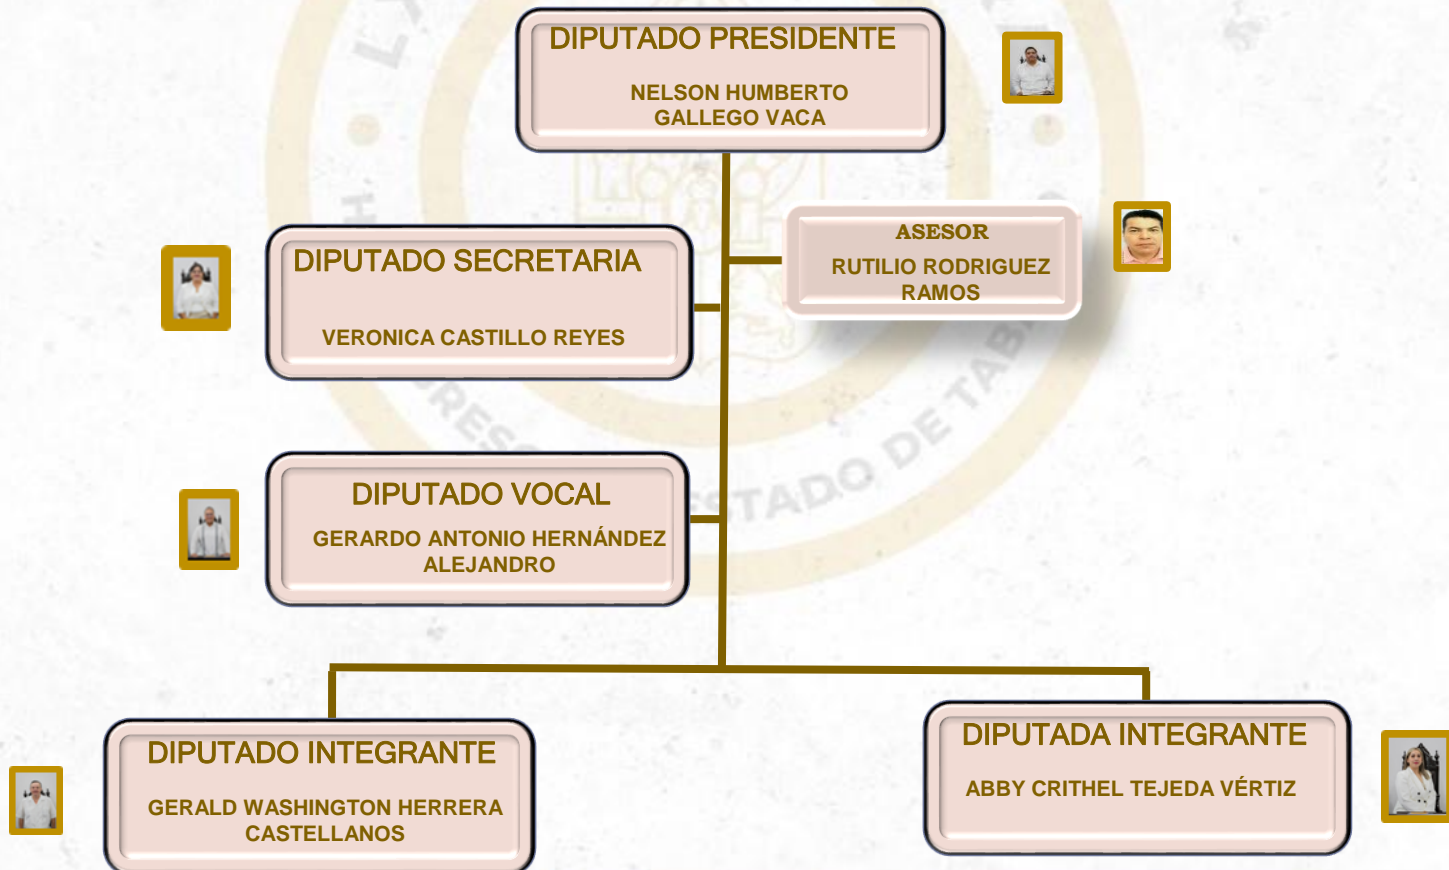 DIPUTADO PRESIDENTE
NELSON HUMBERTO
GALLEGO VACA
ASESOR
RUTILIO RODRIGUEZ
RAMOS
DIPUTADO SECRETARIA
VERONICA CASTILLO REYES
DIPUTADO VOCAL
GERARDO ANTONIO HERNÁNDEZ
ALEJANDRO
DIPUTADO INTEGRANTE
GERALD WASHINGTON HERRERA
CASTELLANOS
DIPUTADA INTEGRANTE
ABBY CRITHEL TEJEDA VÉRTIZ